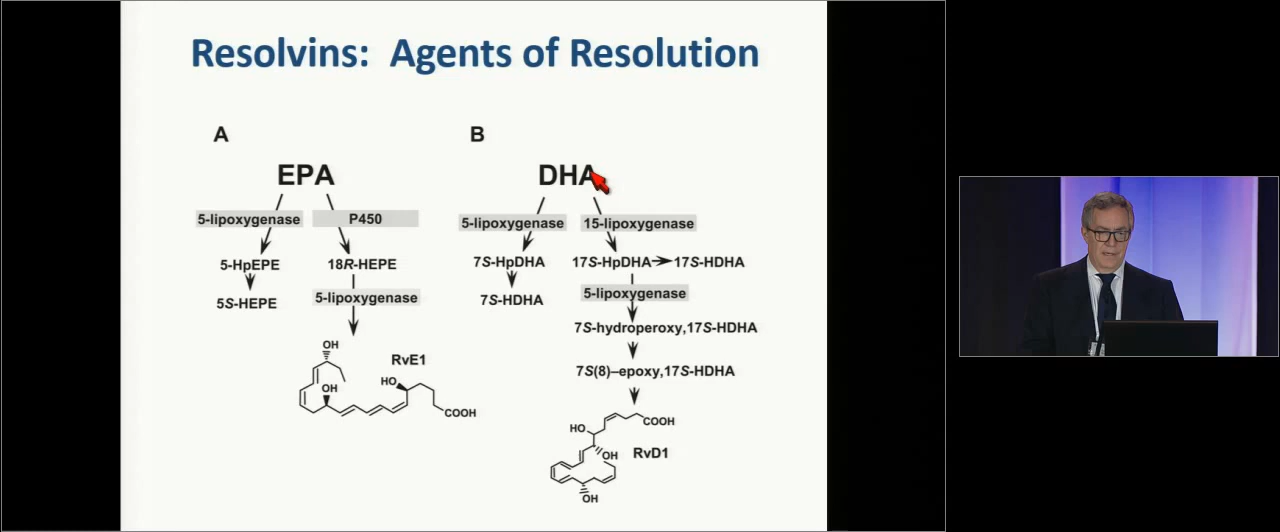 Resolvins: Agents of Resolution
A
EPA
5-lipoxygenase
P450
5-HpEPE
18R-HEPE
5S-HEPE
5-lipoxygenase
RvE1
OH
OH
HO
COOH
B
DHA
5-lipoxygenase
15-lipoxygenase
7S-HpDHA
17S-HpDHA
17S-HDHA
7S-HDHA
5-lipoxygenase
7S-hydroperoxy,17S-HDHA
7S(8)–epoxy,17S-HDHA
COOH
HO
OH
RvD1
OH